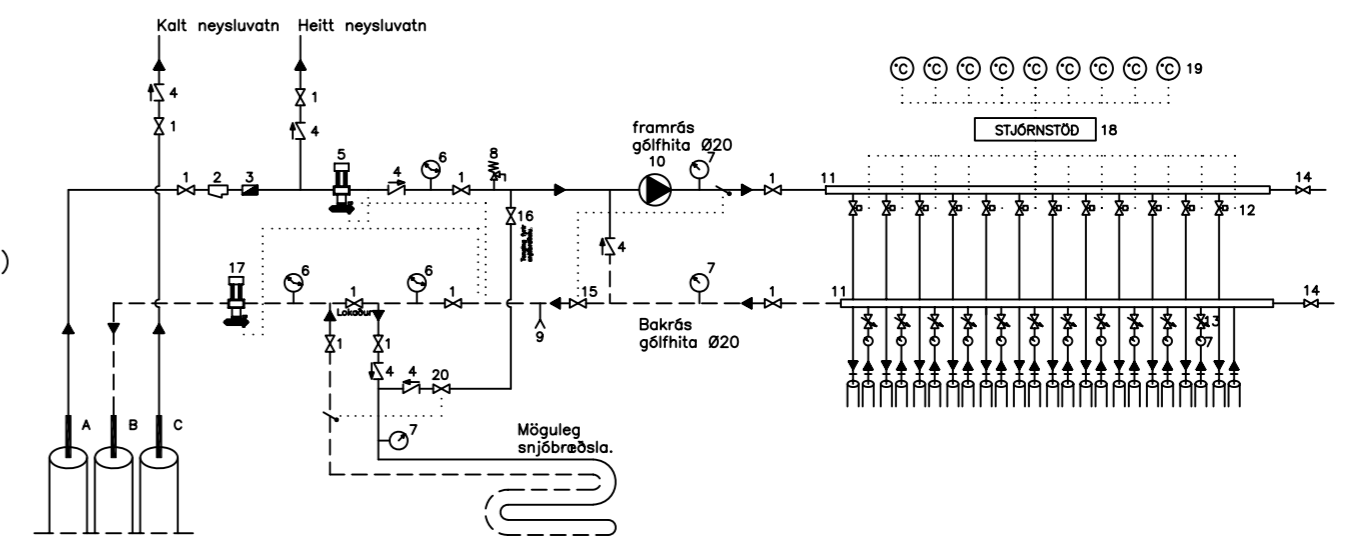 Kalt neysluvatn
Heitt neysluvatn
4
1
1
4
1
2
3
5
4
6
1
8
16
framrás
gólfhita Ø20
10
7
1
11
14
°C °C °C °C °C °C °C °C °C 19
STJÓRNSTÖÐ 18
12
)
17
6
1
Lokaður
6
1
9
15
4
7
1
11
14
Bakrás
gólfhita Ø20
13
7
1
1
4
4
20
7
Möguleg
snjóbræðsla.
A
B
C